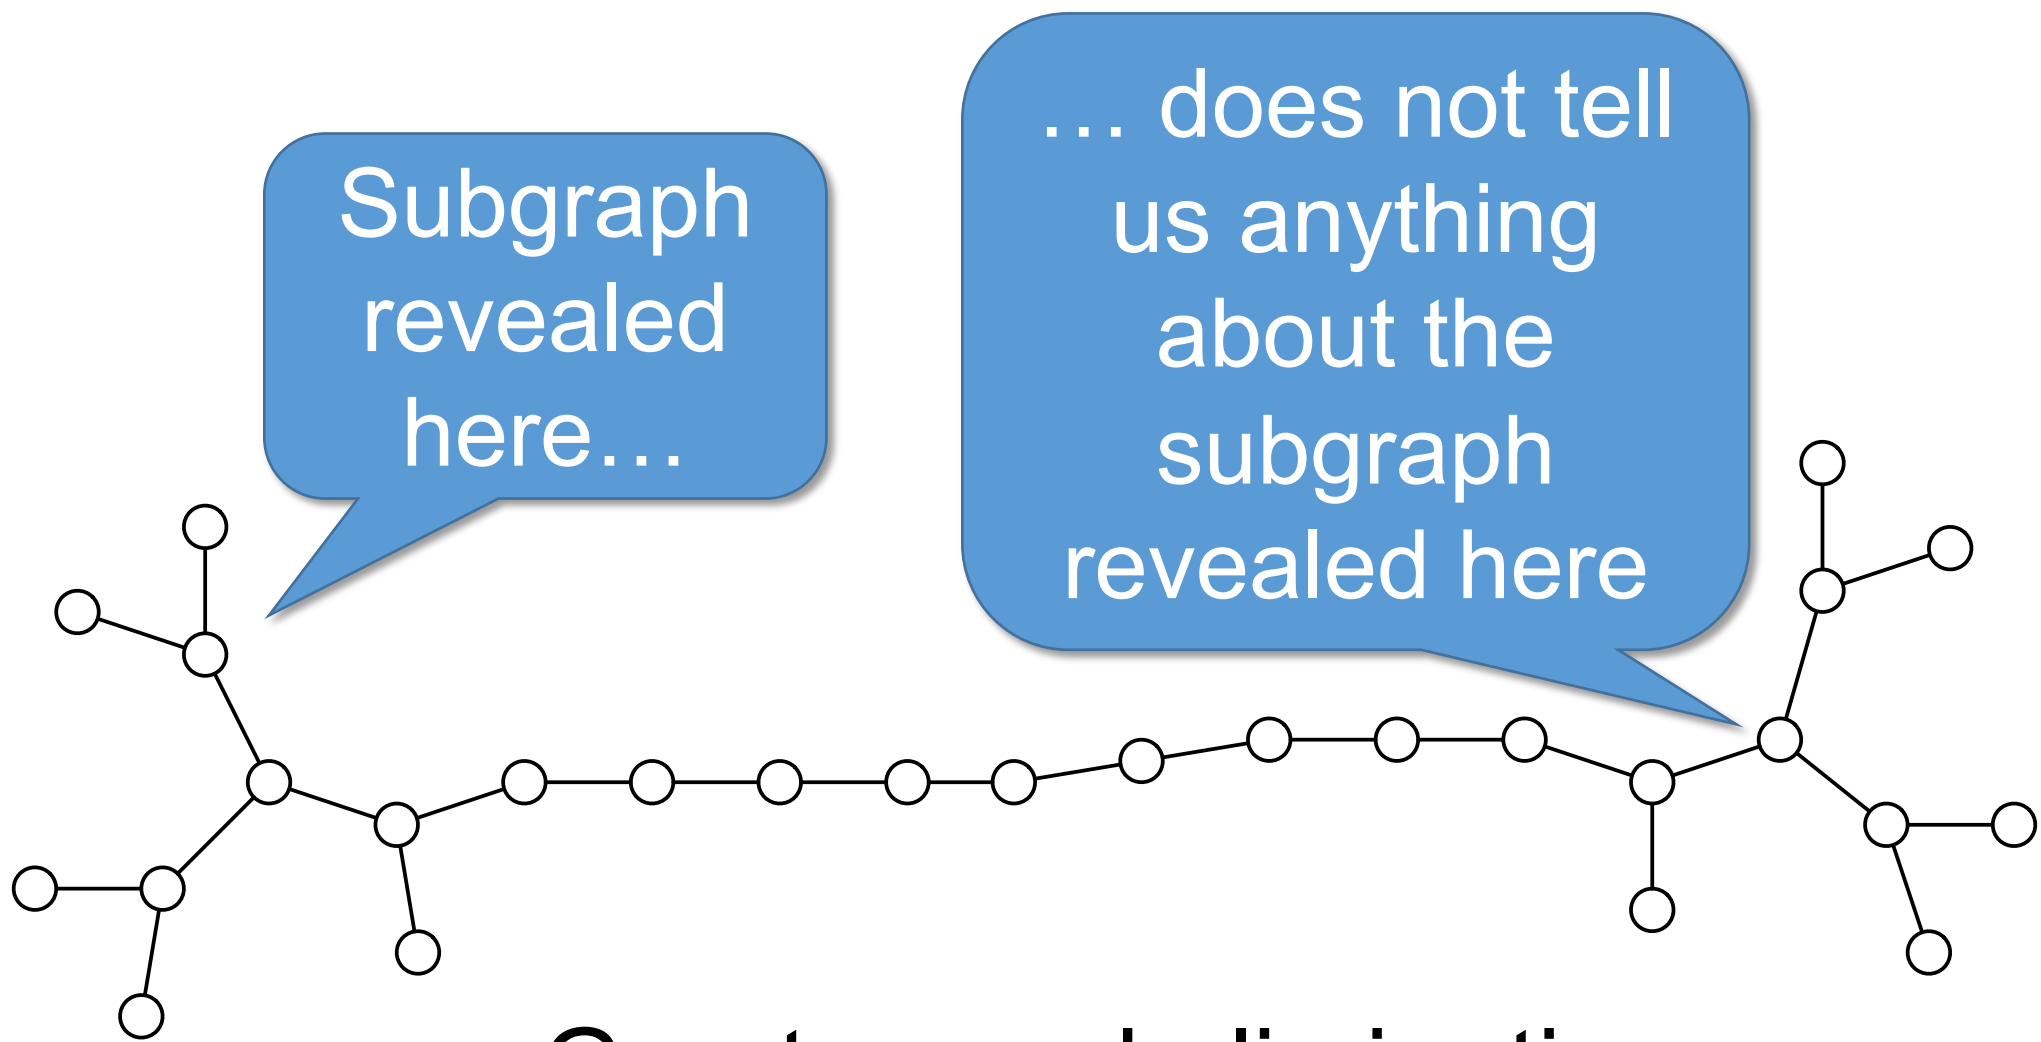 Subgraph
revealed
here…
… does not tell
us anything
about the
subgraph
revealed here